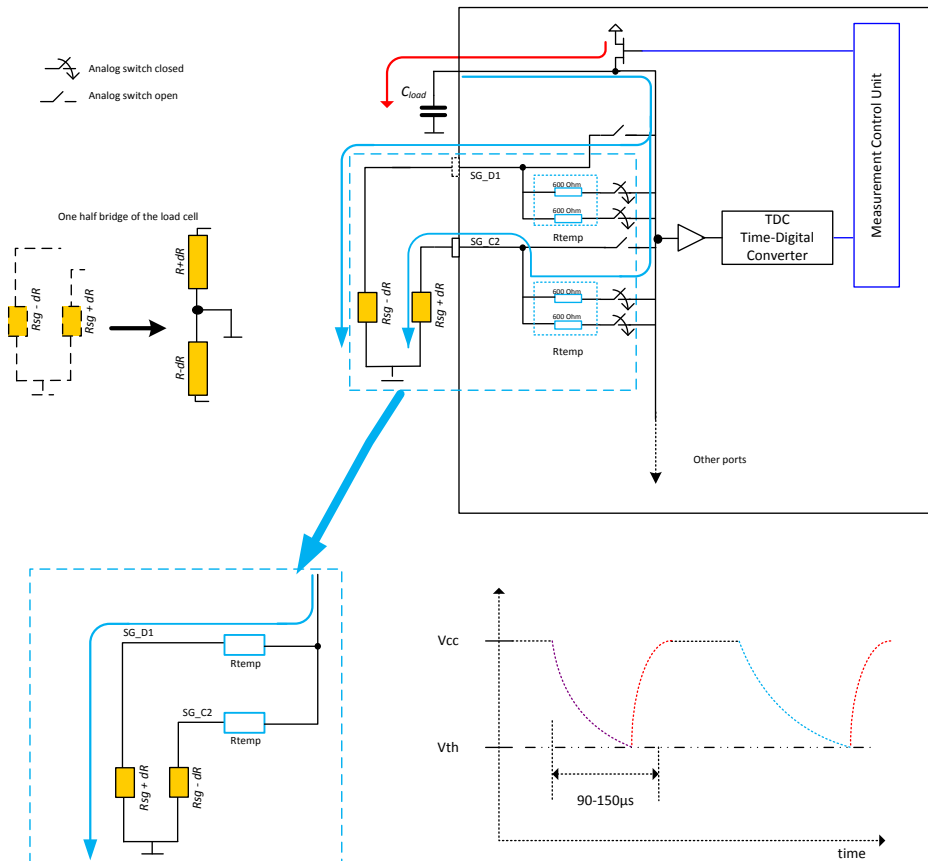 Analog switch closed
Analog switch open
Cload
Measurement Control Unit
SG_D1
600 Ohm
600 Ohm
Rtemp
TDC
Time-Digital
Converter
One half bridge of the load cell
SG_C2
R+dR
Rsg - dR
Rsg + dR
R-dR
Rsg - dR
Rsg + dR
600 Ohm
600 Ohm
Rtemp
Other ports
SG_D1
Rtemp
SG_C2
Rtemp
Rsg + dR
Rsg - dR
Vcc
Vth
90-150µs
time